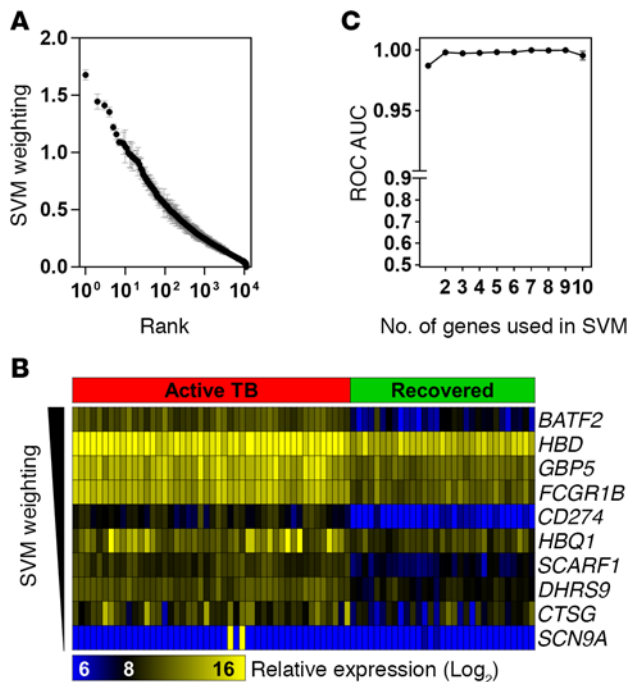 A
SVM weighting
2.0
1.5
1.0
0.5
0.0
10⁰ 10¹ 10² 10³ 10⁴
Rank
C
ROC AUC
1.00
0.95
0.9
0.8
0.7
0.6
0.5
2 3 4 5 6 7 8 9 10
No. of genes used in SVM
B
Active TB Recovered
SVM weighting
BATF2
HBD
GBP5
FCGR1B
CD274
HBQ1
SCARF1
DHRS9
CTSG
SCN9A
6 8 16 Relative expression (Log₂)